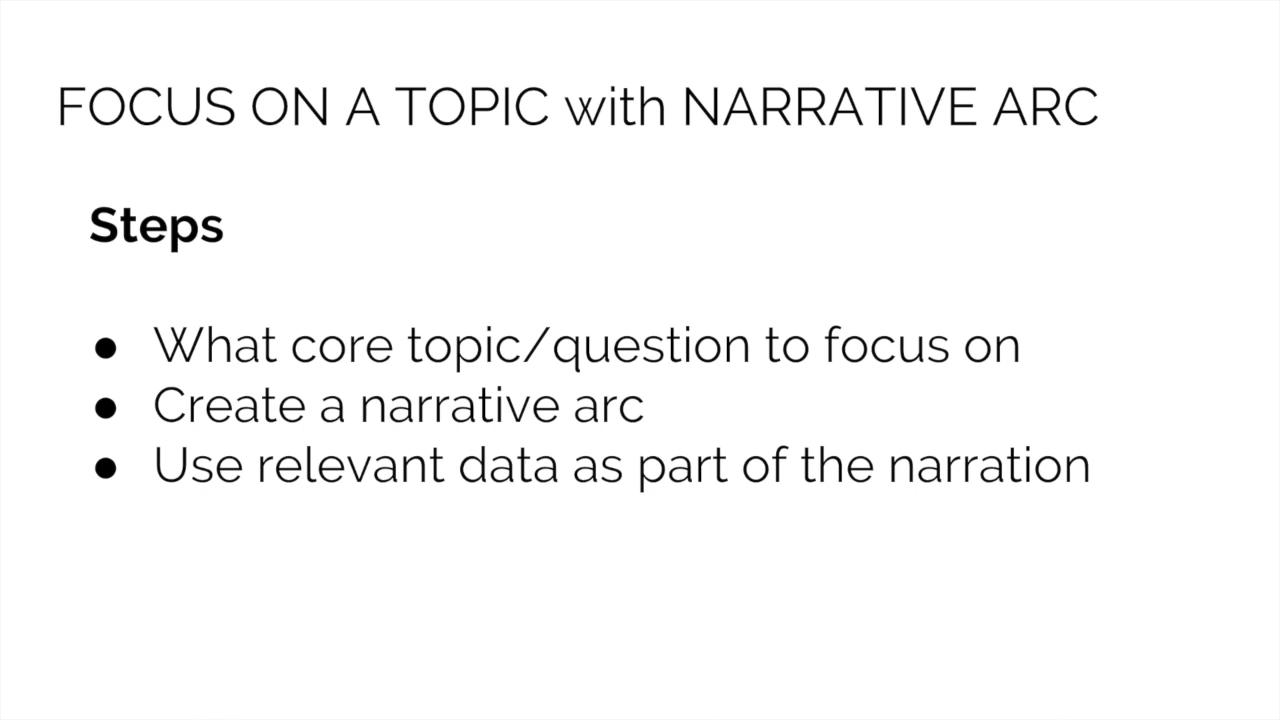 FOCUS ON A TOPIC with NARRATIVE ARC
Steps
● What core topic/question to focus on
● Create a narrative arc
● Use relevant data as part of the narration